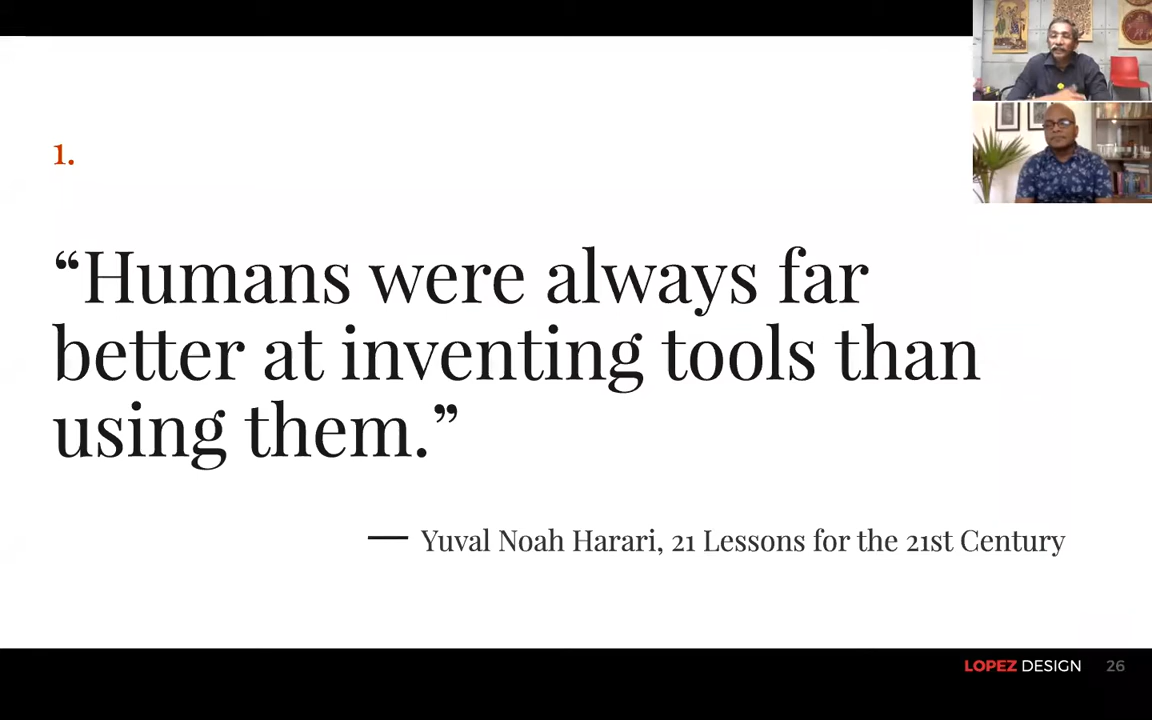 1.
“Humans were always far
better at inventing tools than
using them.”
— Yuval Noah Harari, 21 Lessons for the 21st Century
LOPEZ DESIGN 26